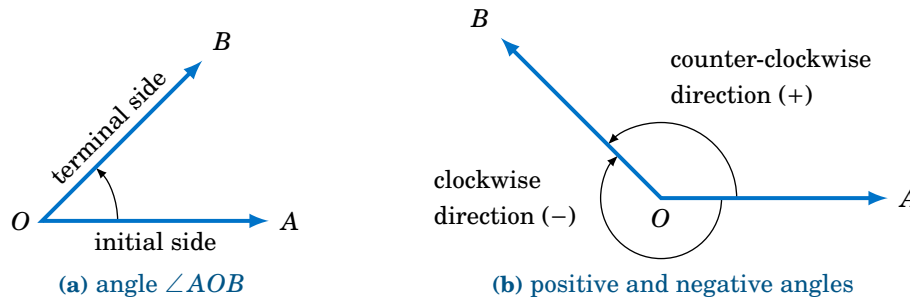 B
terminal side
O
A
initial side
(a) angle ∠AOB
B
counter-clockwise
direction (+)
clockwise
direction (−)
O
A
(b) positive and negative angles